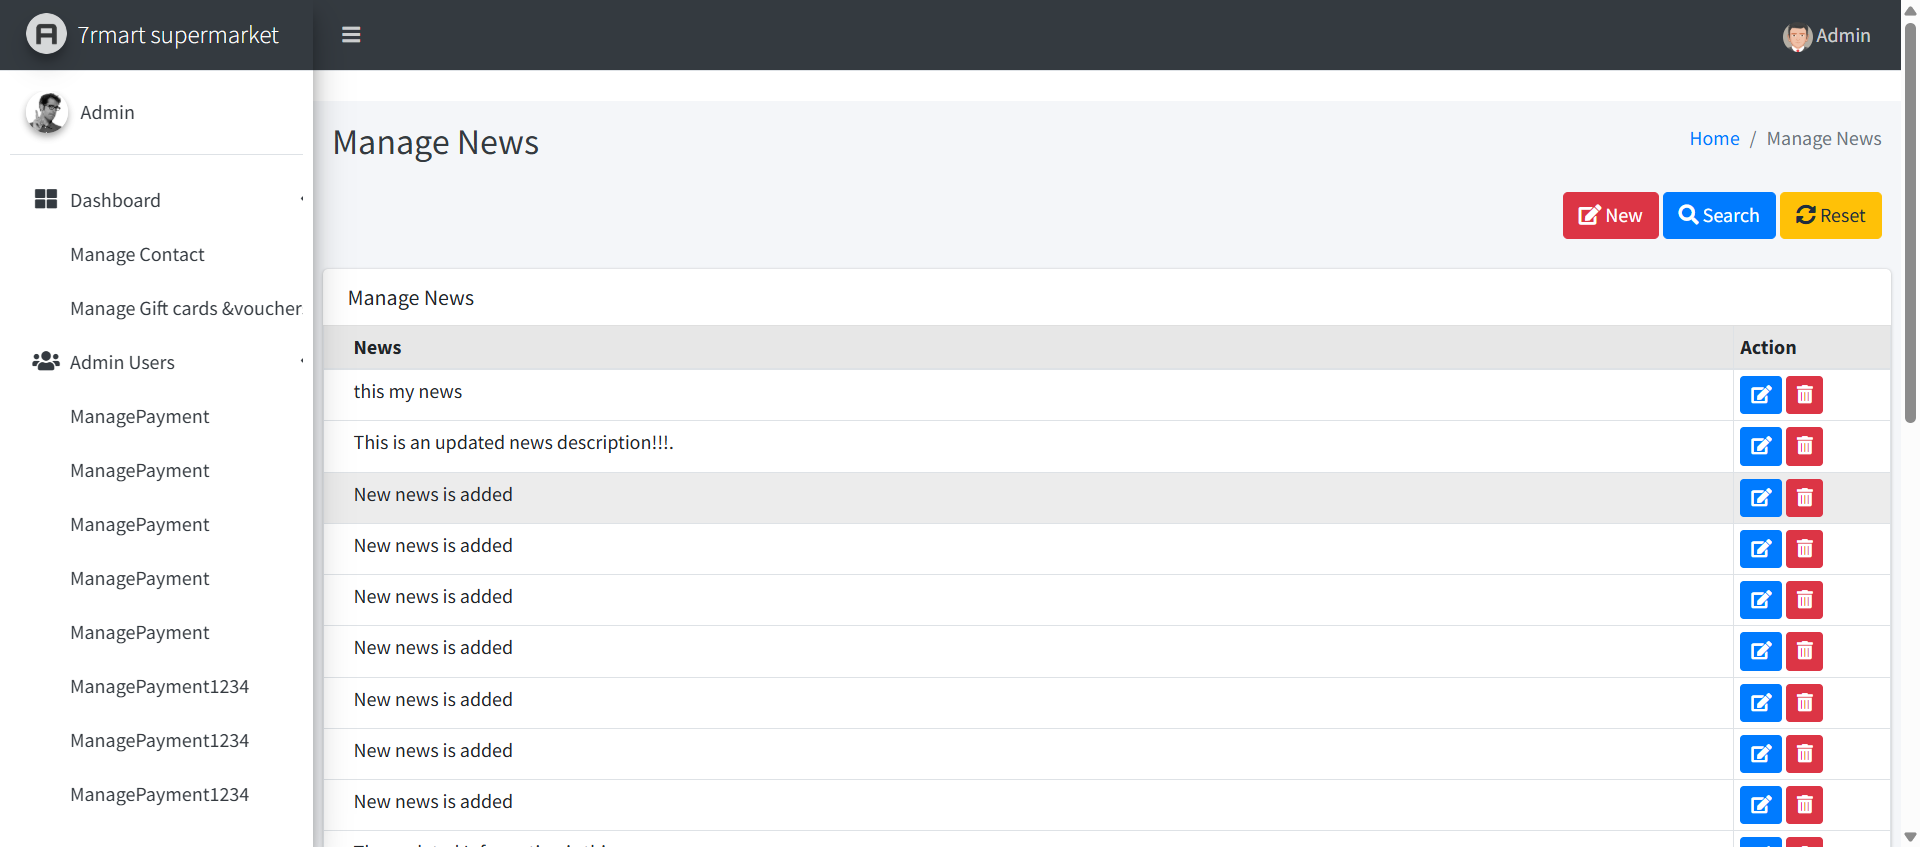 7rmart supermarket
Admin
Admin
Manage News
Home / Manage News
Dashboard
Manage Contact
Manage Gift cards &voucher
Admin Users
ManagePayment
ManagePayment
ManagePayment
ManagePayment
ManagePayment
ManagePayment1234
ManagePayment1234
ManagePayment1234
New
Search
Reset
Manage News
News Action
this my news
This is an updated news description!!!.
New news is added
New news is added
New news is added
New news is added
New news is added
New news is added
New news is added